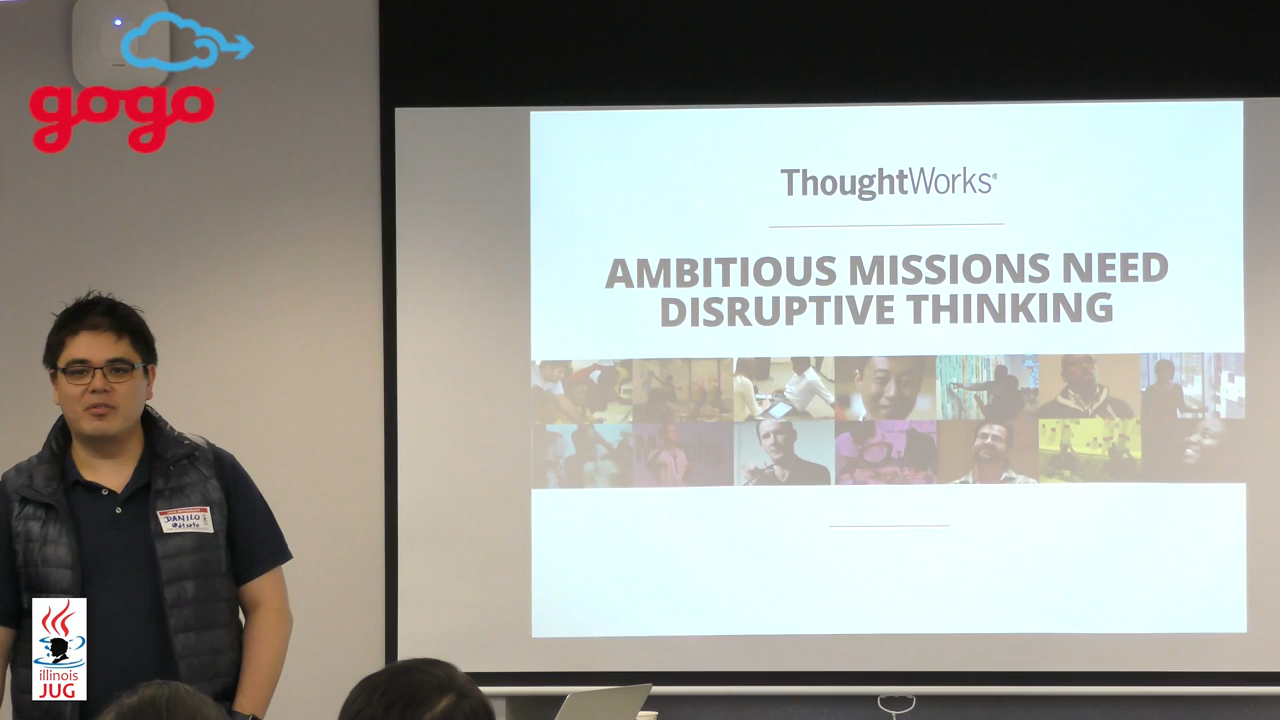 gogo
ThoughtWorks®
AMBITIOUS MISSIONS NEED
DISRUPTIVE THINKING
DANILO
illinois
JUG